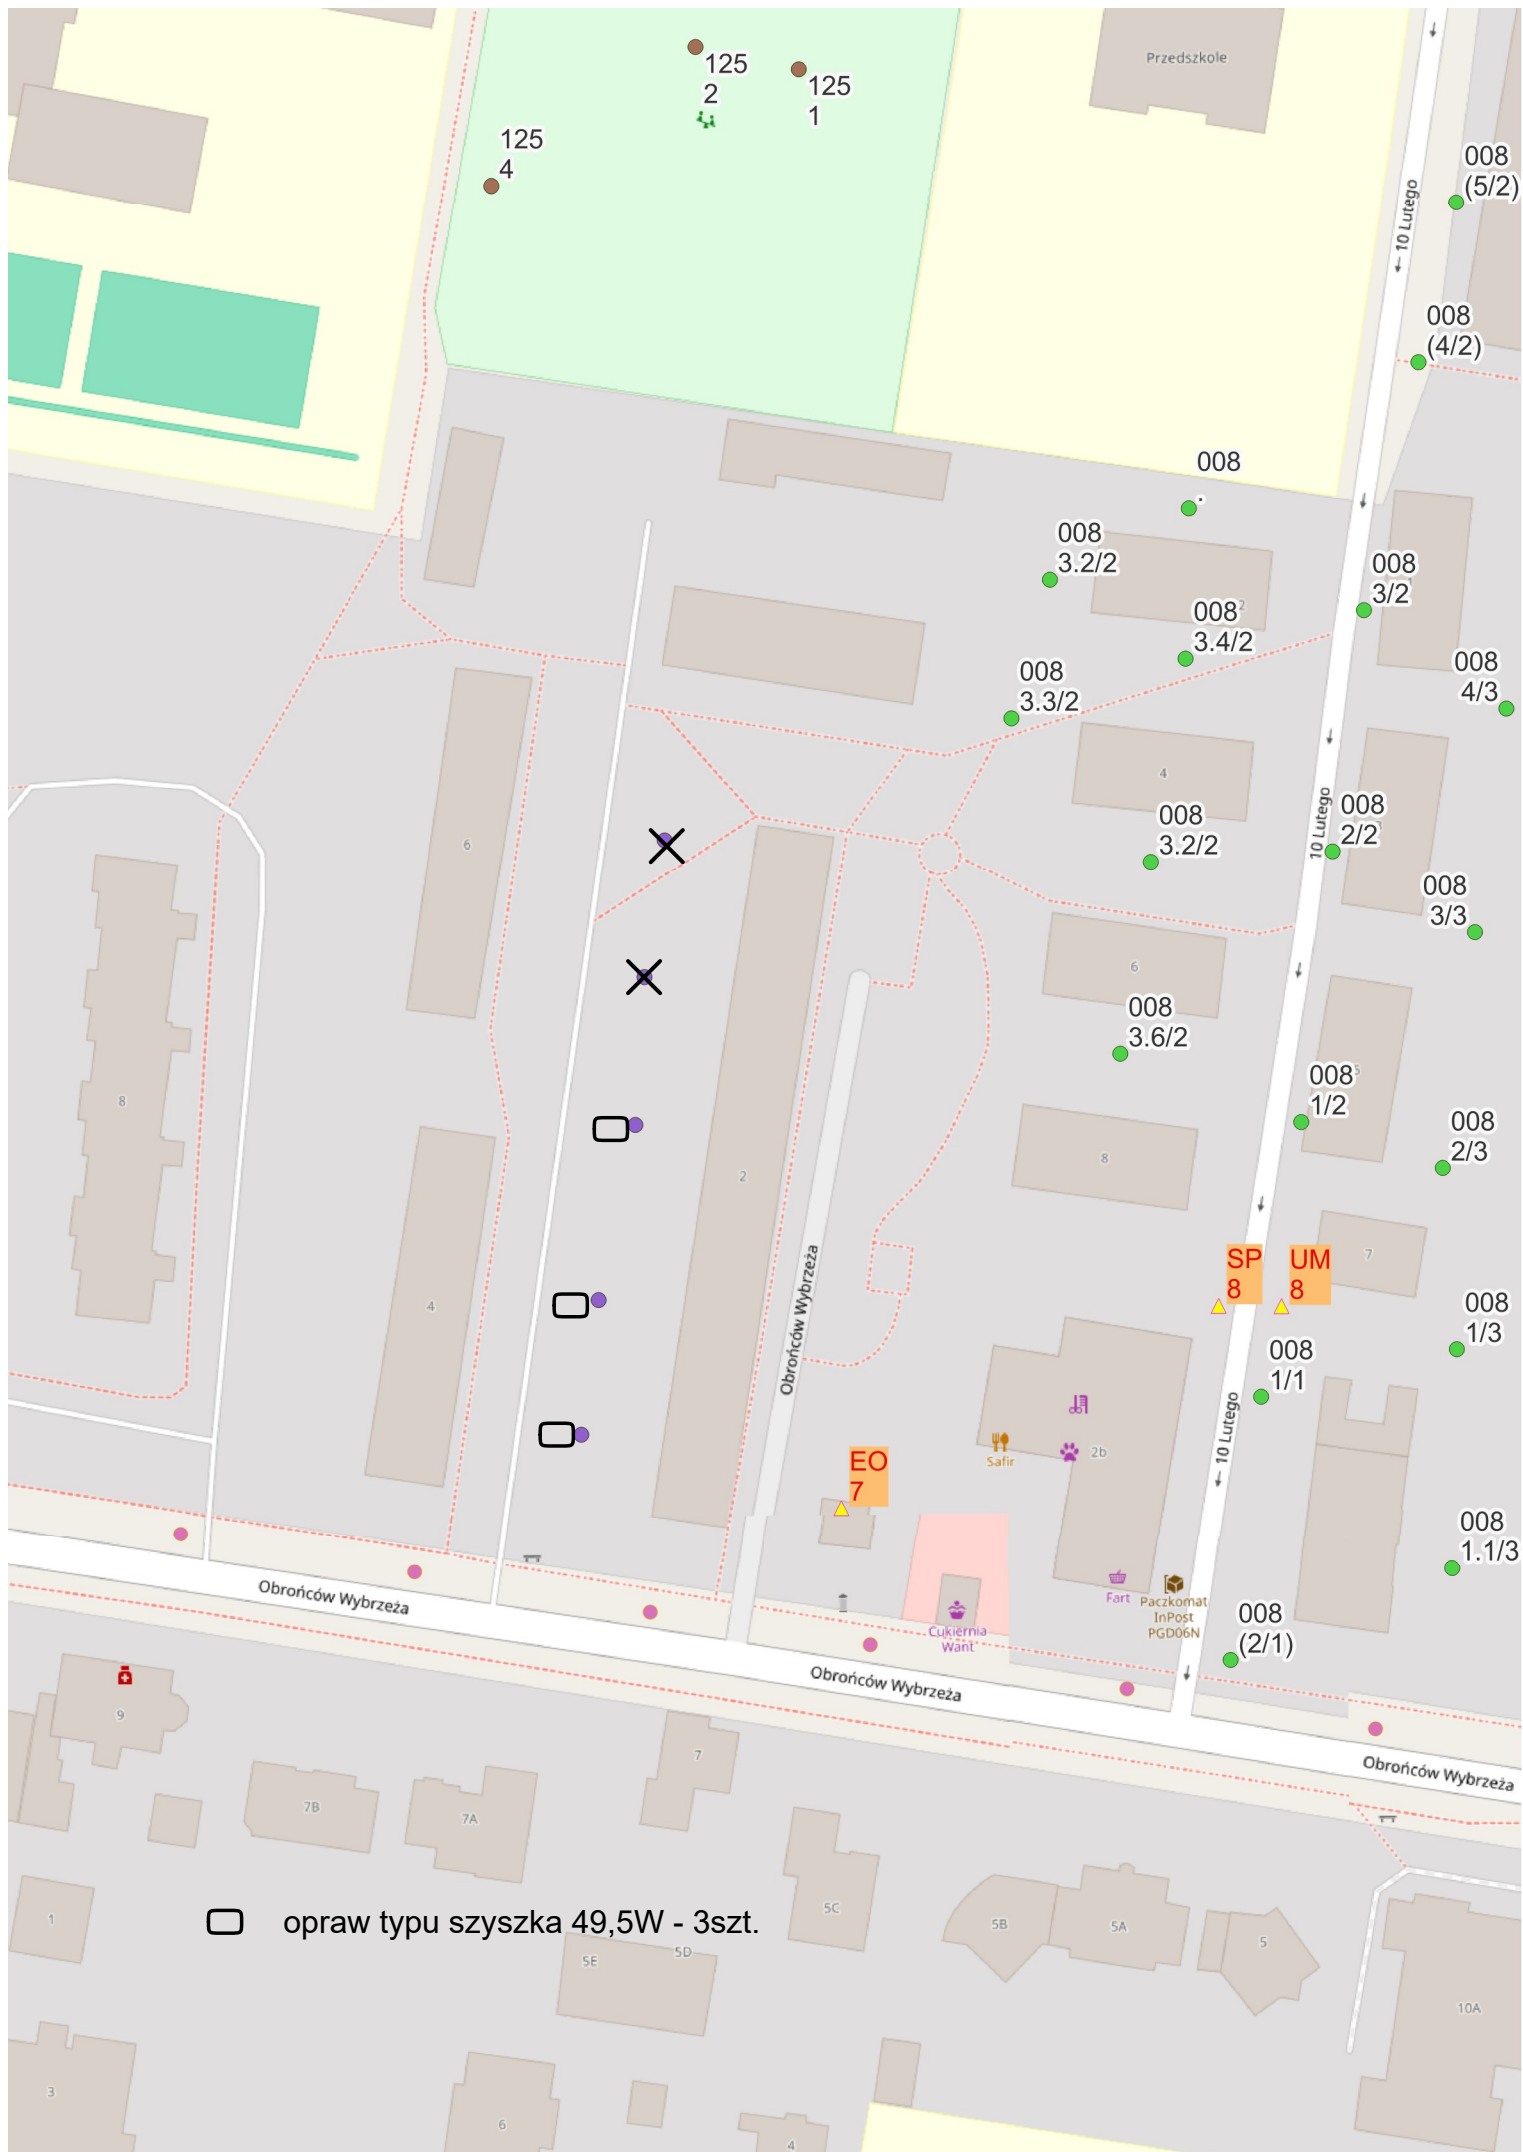 Przedszkole
125
2
125
1
125
4
008
(5/2)
← 10 Lutego
008
(4/2)
008
.
008
3.2/2
2
008
3/2
008
3.4/2
008
4/3
008
3.3/2
4
10 Lutego
008
2/2
008
3.2/2
6
008
3/3
6
008
3.6/2
8
008
1/2
5
008
2/3
8
2
7
SP
8
UM
8
4
Obrońców Wybrzeża
008
1/3
008
1/1
← 10 Lutego
2b
Safir
EO
7
008
1.1/3
Fart
Paczkomat
InPost
PGD06N
Obrońców Wybrzeża
Cukiernia
Want
008
(2/1)
Obrońców Wybrzeża
9
7
Obrońców Wybrzeża
7B
7A
1
opraw typu szyszka 49,5W - 3szt.
5C
5B
5A
5
5E
5D
10A
3
6
4